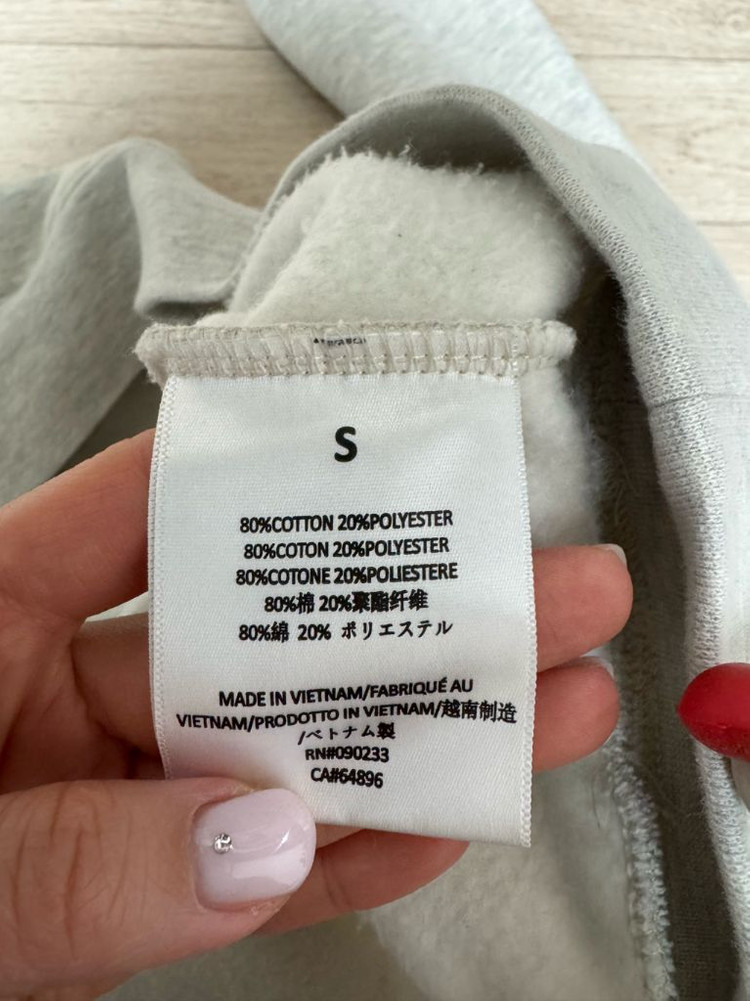 S
80%COTTON 20%POLYESTER
80%COTON 20%POLYESTER
80%COTONE 20%POLIESTERE
80%棉 20%聚酯纤维
80%綿 20% ポリエステル
MADE IN VIETNAM/FABRIQUÉ AU
VIETNAM/PRODOTTO IN VIETNAM/越南制造
/ベトナム製
RN#090233
CA#64896